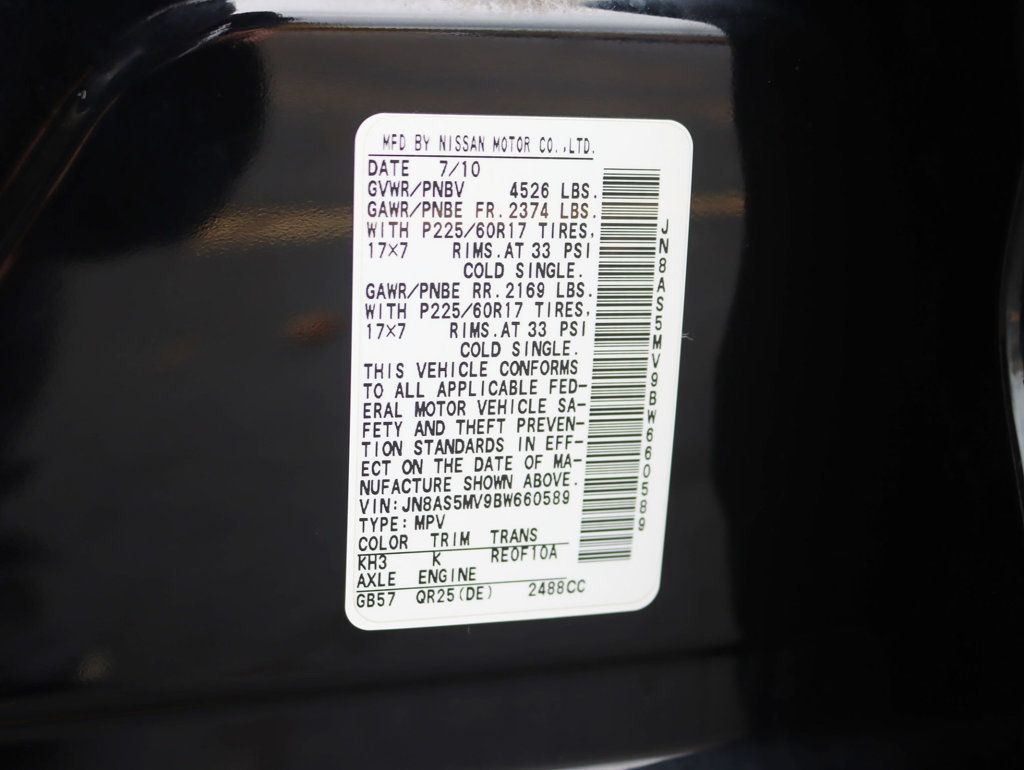 MFD BY NISSAN MOTOR CO.,LTD.
DATE 7/10
GVWR/PNBV 4526 LBS.
GAWR/PNBE FR. 2374 LBS.
WITH P225/60R17 TIRES,
17×7 RIMS.AT 33 PSI
COLD SINGLE.
GAWR/PNBE RR. 2169 LBS.
WITH P225/60R17 TIRES,
17×7 RIMS.AT 33 PSI
COLD SINGLE.
THIS VEHICLE CONFORMS
TO ALL APPLICABLE FED-
ERAL MOTOR VEHICLE SA-
FETY AND THEFT PREVEN-
TION STANDARDS IN EFF-
ECT ON THE DATE OF MA-
NUFACTURE SHOWN ABOVE.
VIN:JN8AS5MV9BW660589
TYPE:MPV
COLOR TRIM TRANS
KH3 K RE0F10A
AXLE ENGINE
GB57 QR25(DE) 2488CC
JN8AS5MV9BW660589